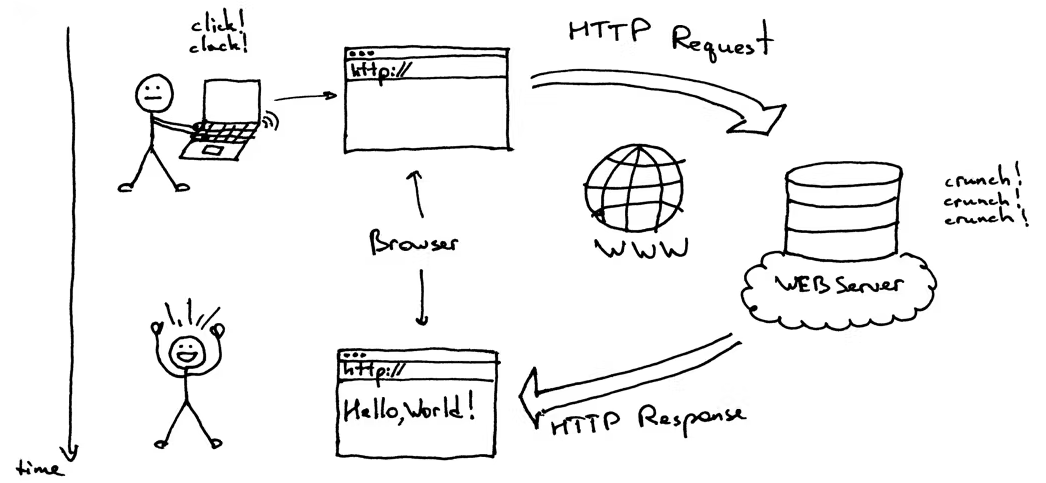 click!
clack!
HTTP Request
http://
crunch!
crunch!
crunch!
Browser
WWW
WEB Server
http://
Hello, World!
HTTP Response
time